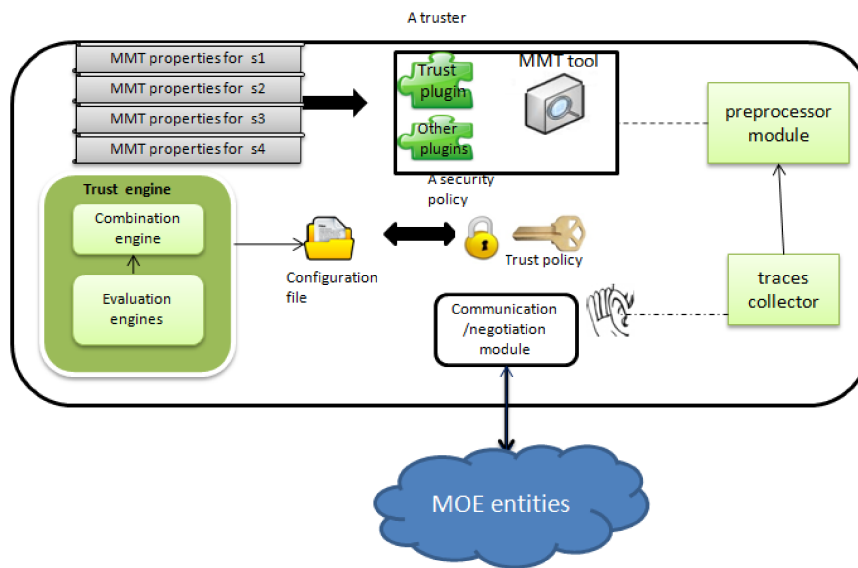 A truster
MMT properties for s1
MMT properties for s2
MMT properties for s3
MMT properties for s4
Trust
plugin
MMT tool
Other
plugins
preprocessor
module
Trust engine
Combination
engine
Evaluation
engines
Configuration
file
A security
policy
Trust policy
Communication
/negotiation
module
traces
collector
MOE entities